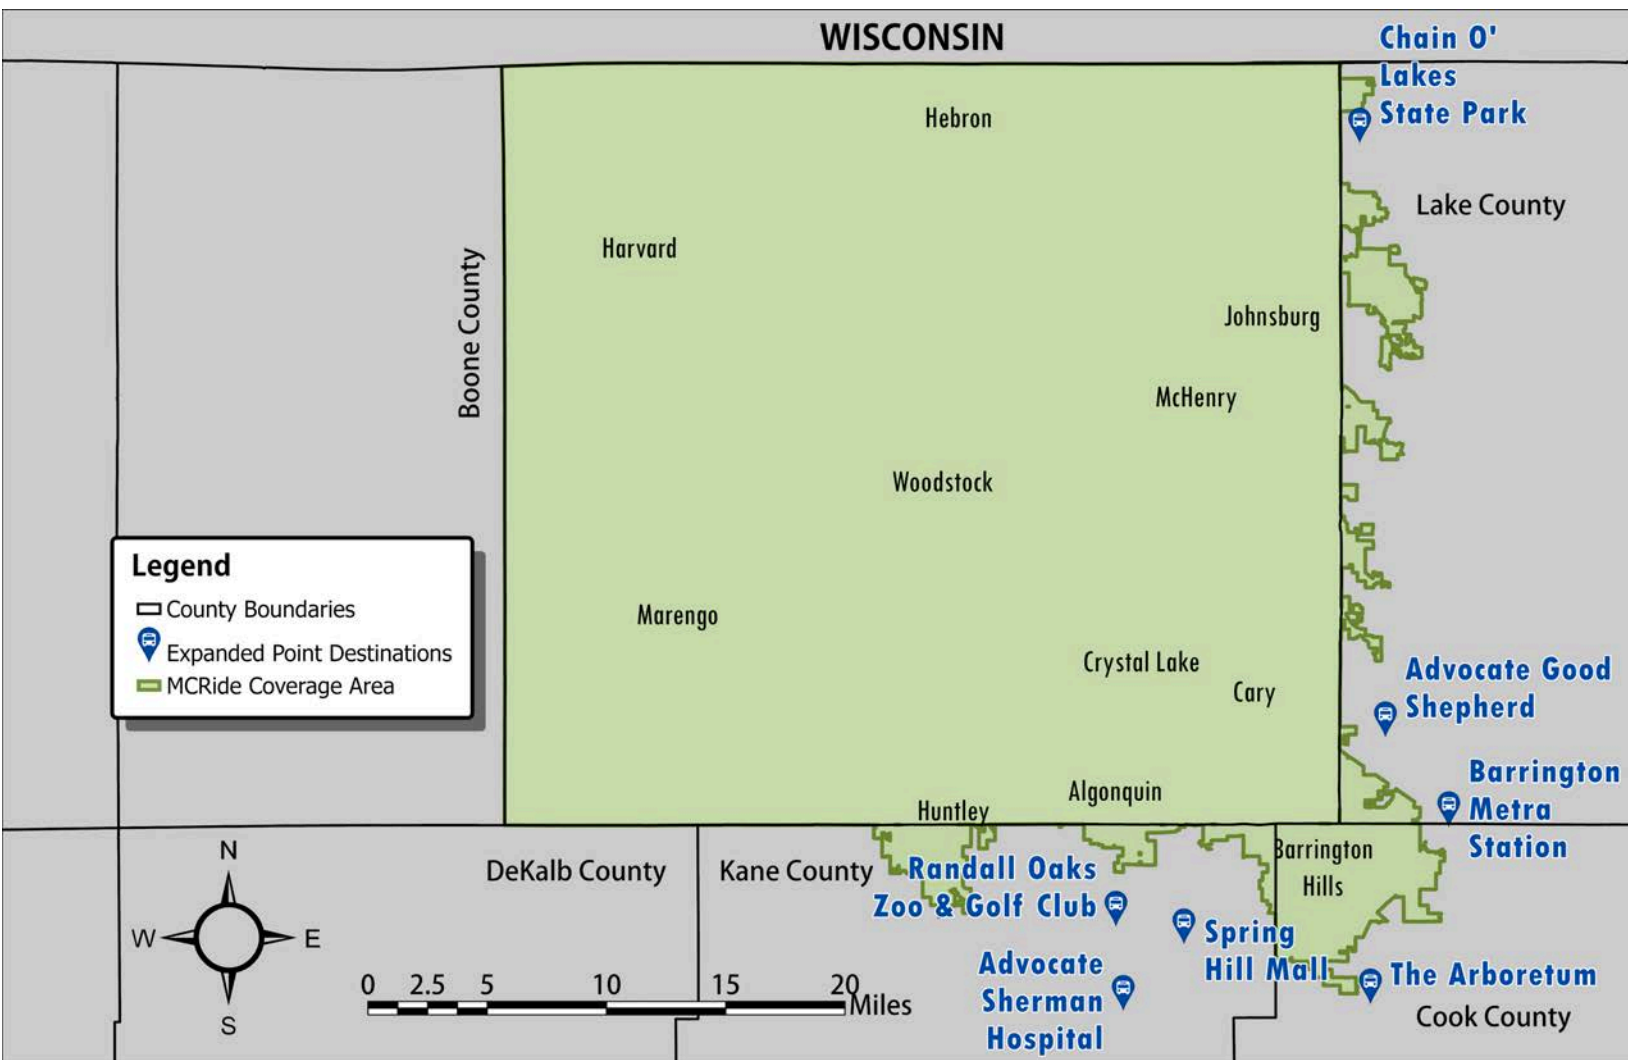 WISCONSIN
Chain O'
Lakes
State Park
Hebron
Lake County
Harvard
Boone County
Johnsburg
McHenry
Woodstock
Legend
County Boundaries
Expanded Point Destinations
MCRide Coverage Area
Marengo
Crystal Lake
Cary
Advocate Good
Shepherd
Algonquin
Huntley
Barrington
Metra
Station
Barrington
Hills
DeKalb County
Kane County
Randall Oaks
Zoo & Golf Club
Spring
Hill Mall
Advocate
Sherman
Hospital
The Arboretum
Cook County
N
W E
S
0 2.5 5 10 15 20
Miles